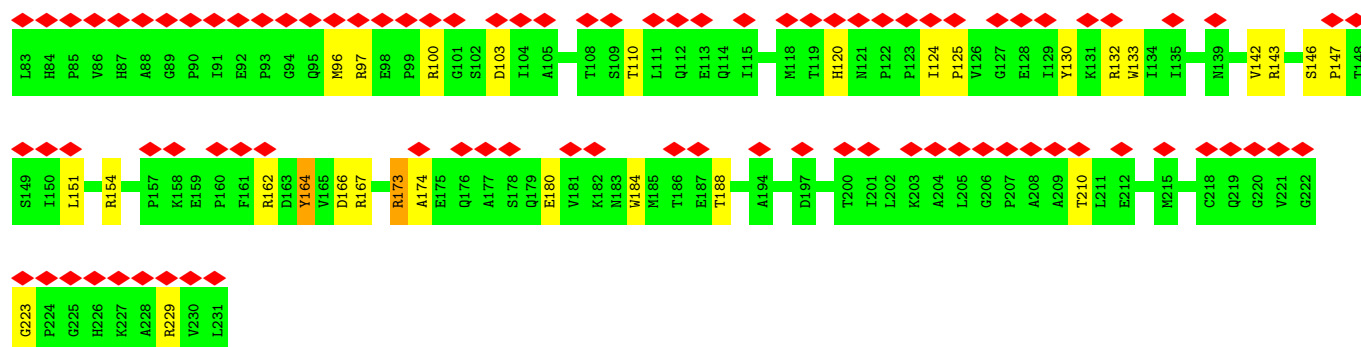 L83 H84 P85 V86 H87 A88 G89 P90 I91 E92 P93 G94 Q95 M96 R97 E98 P99 R100 G101 S102 D103 I104 A105 T108 S109 T110 L111 Q112 E113 Q114 I115 M118 T119 H120 N121 P122 P123 I124 P125 V126 G127 E128 I129 Y130 K131 R132 W133 I134 I135 N139 V142 R143 S146 P147 T148
S149 I150 L151 R154 P157 K158 E159 P160 F161 R162 D163 Y164 V165 D166 R167 R173 A174 E175 Q176 A177 S178 Q179 E180 V181 K182 N183 W184 M185 T186 E187 T188 A194 D197 T200 I201 L202 K203 A204 L205 G206 P207 A208 A209 T210 L211 E212 M215 C218 Q219 G220 V221 G222
G223 P224 G225 H226 K227 A228 R229 V230 L231